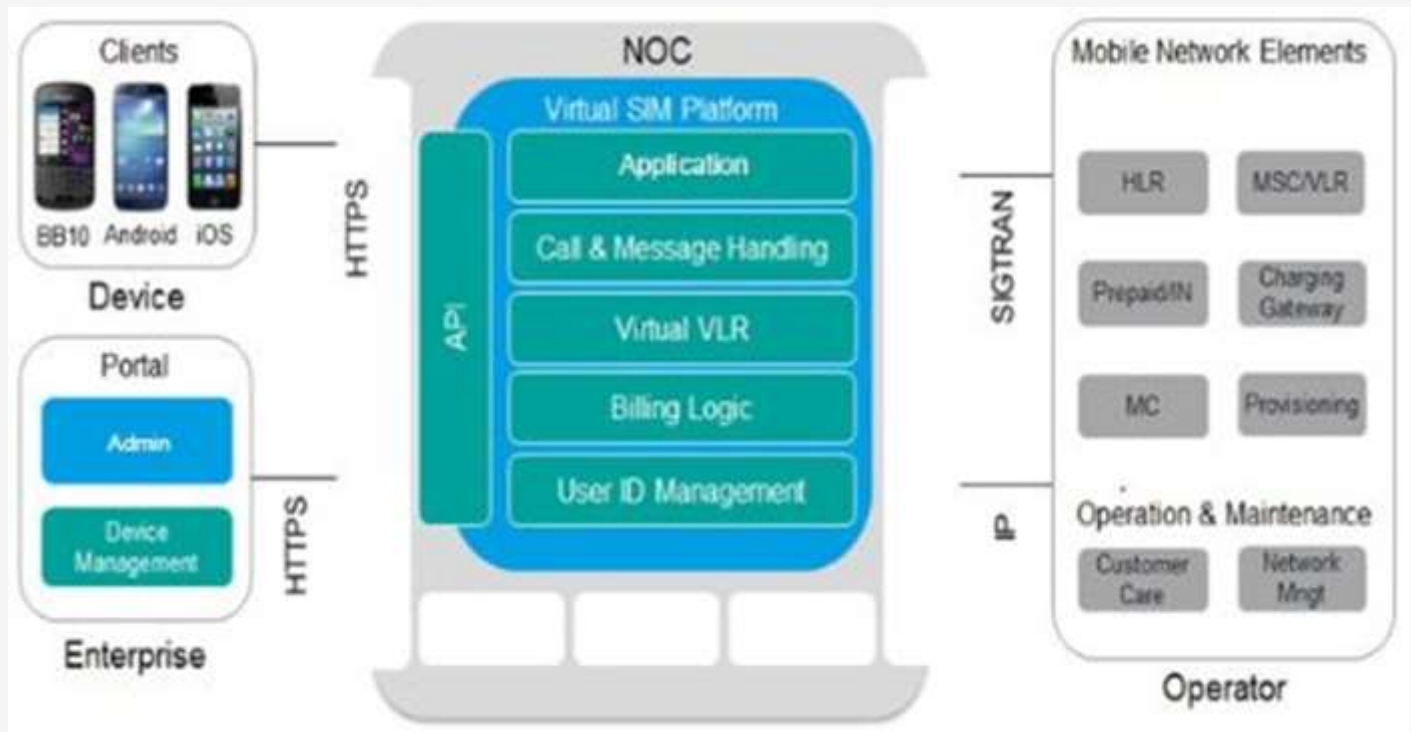 Clients
BB10 Android iOS
Device
HTTPS
Portal
Admin
Device
Management
Enterprise
HTTPS
NOC
Virtual SIM Platform
API
Application
Call & Message Handling
Virtual VLR
Billing Logic
User ID Management
SIGTRAN
IP
Mobile Network Elements
HLR
MSC/VLR
Prepaid/IN
Charging
Gateway
MC
Provisioning
Operation & Maintenance
Customer
Care
Network
Mngt
Operator